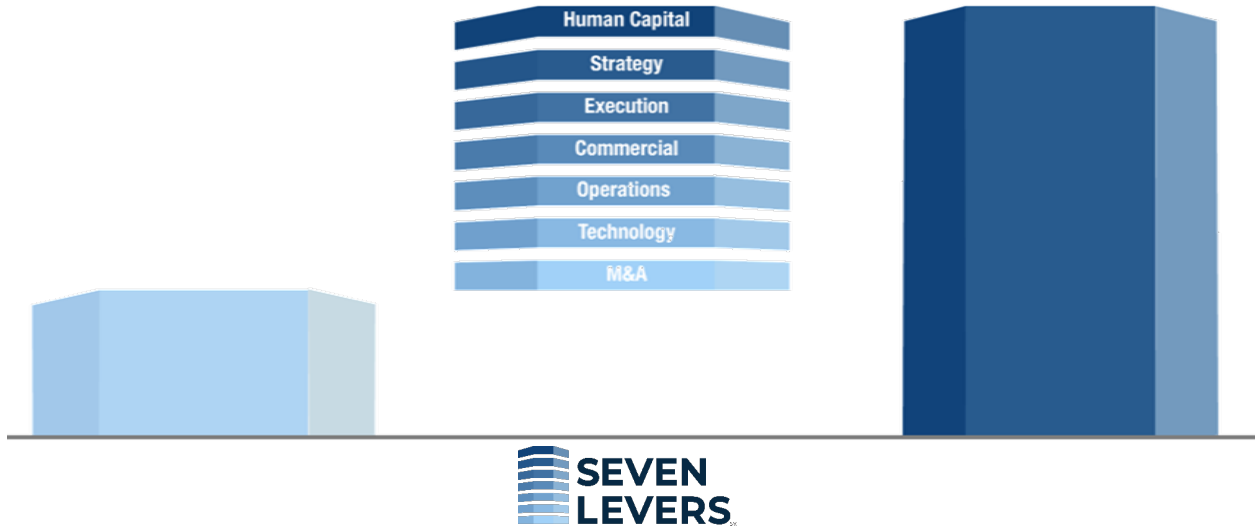 Human Capital
Strategy
Execution
Commercial
Operations
Technology
M&A
SEVEN
LEVERS